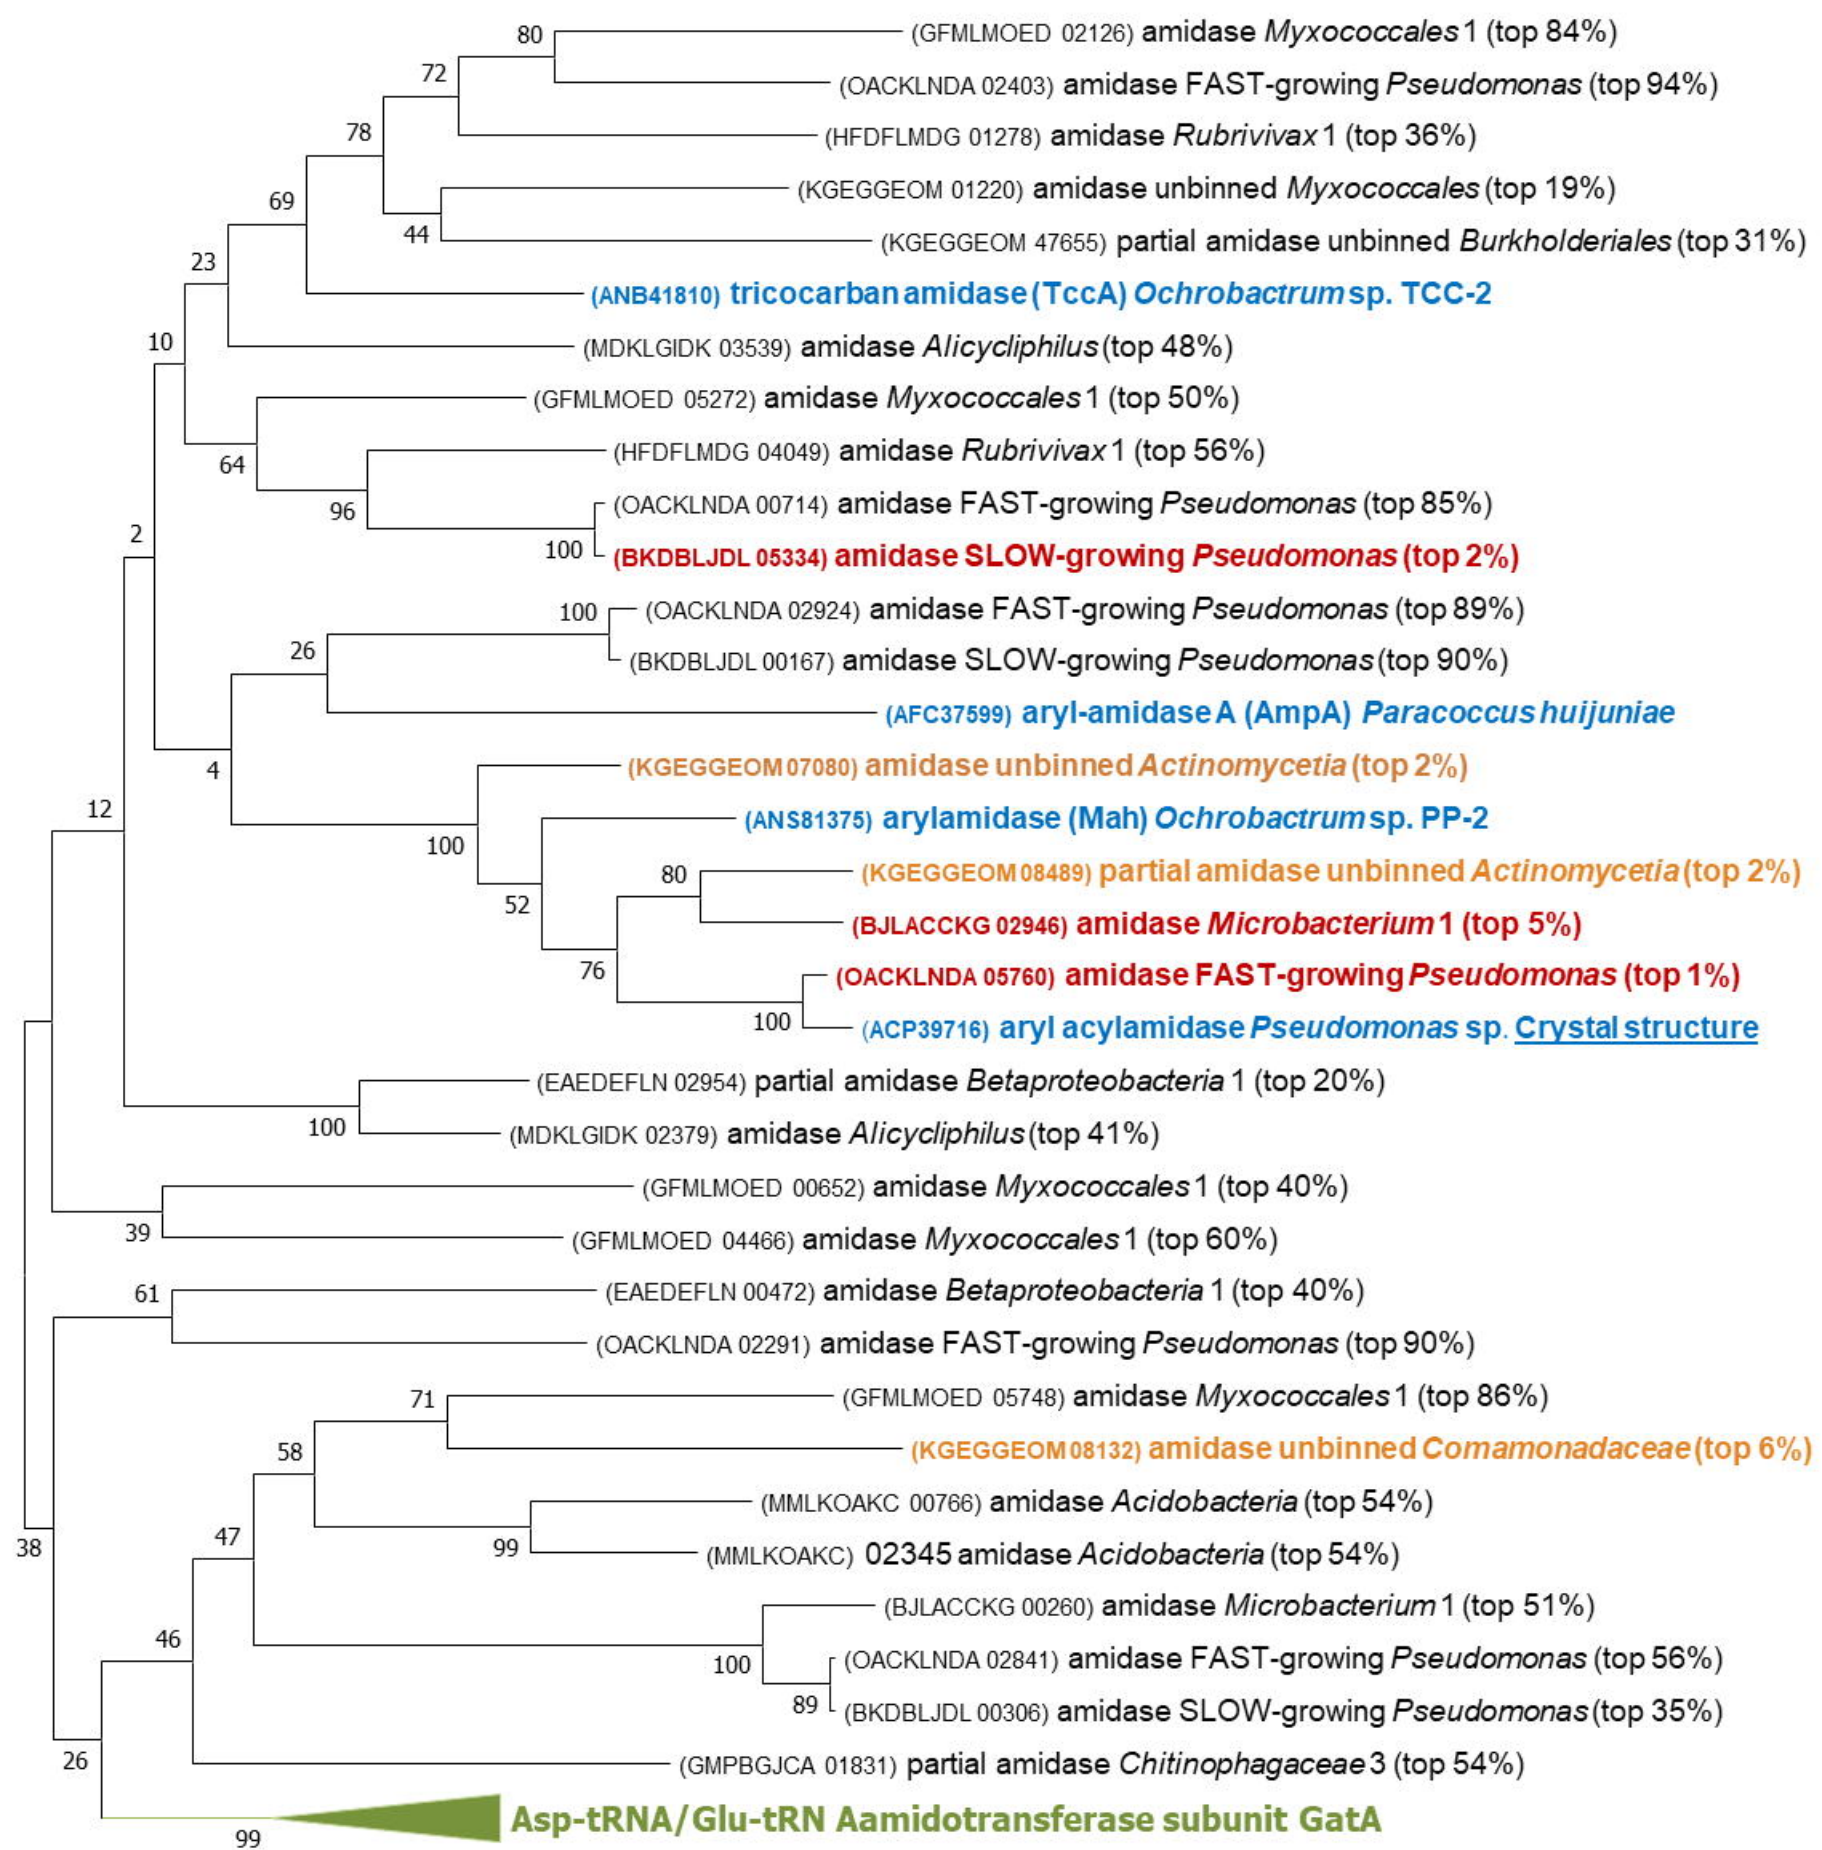 80
(GFMLMOED 02126) amidase Myxococcales 1 (top 84%)
72
(OACKLNDA 02403) amidase FAST-growing Pseudomonas (top 94%)
78
(HFDFLMDG 01278) amidase Rubrivivax 1 (top 36%)
(KGEGGEOM 01220) amidase unbinned Myxococcales (top 19%)
69
44
(KGEGGEOM 47655) partial amidase unbinned Burkholderiales (top 31%)
23
(ANB41810) tricocarban amidase (TccA) Ochrobactrum sp. TCC-2
10
(MDKLGIDK 03539) amidase Alicycliphilus (top 48%)
(GFMLMOED 05272) amidase Myxococcales 1 (top 50%)
64
(HFDFLMDG 04049) amidase Rubrivivax 1 (top 56%)
96
(OACKLNDA 00714) amidase FAST-growing Pseudomonas (top 85%)
2
100
(BKDBLJDL 05334) amidase SLOW-growing Pseudomonas (top 2%)
100
(OACKLNDA 02924) amidase FAST-growing Pseudomonas (top 89%)
26
(BKDBLJDL 00167) amidase SLOW-growing Pseudomonas (top 90%)
(AFC37599) aryl-amidase A (AmpA) Paracoccus huijuniae
4
(KGEGGEOM 07080) amidase unbinned Actinomycetia (top 2%)
12
(ANS81375) arylamidase (Mah) Ochrobactrum sp. PP-2
100
80
(KGEGGEOM 08489) partial amidase unbinned Actinomycetia (top 2%)
52
(BJLACCKG 02946) amidase Microbacterium 1 (top 5%)
76
(OACKLNDA 05760) amidase FAST-growing Pseudomonas (top 1%)
100
(ACP39716) aryl acylamidase Pseudomonas sp. Crystal structure
(EAEDEFLN 02954) partial amidase Betaproteobacteria 1 (top 20%)
100
(MDKLGIDK 02379) amidase Alicycliphilus (top 41%)
(GFMLMOED 00652) amidase Myxococcales 1 (top 40%)
39
(GFMLMOED 04466) amidase Myxococcales 1 (top 60%)
61
(EAEDEFLN 00472) amidase Betaproteobacteria 1 (top 40%)
(OACKLNDA 02291) amidase FAST-growing Pseudomonas (top 90%)
71
(GFMLMOED 05748) amidase Myxococcales 1 (top 86%)
58
(KGEGGEOM 08132) amidase unbinned Comamonadaceae (top 6%)
(MMLKOAKC 00766) amidase Acidobacteria (top 54%)
38
47
99
(MMLKOAKC) 02345 amidase Acidobacteria (top 54%)
(BJLACCKG 00260) amidase Microbacterium 1 (top 51%)
46
100
(OACKLNDA 02841) amidase FAST-growing Pseudomonas (top 56%)
89
(BKDBLJDL 00306) amidase SLOW-growing Pseudomonas (top 35%)
26
(GMPBGJCA 01831) partial amidase Chitinophagaceae 3 (top 54%)
99
Asp-tRNA/Glu-tRN Aamidotransferase subunit GatA